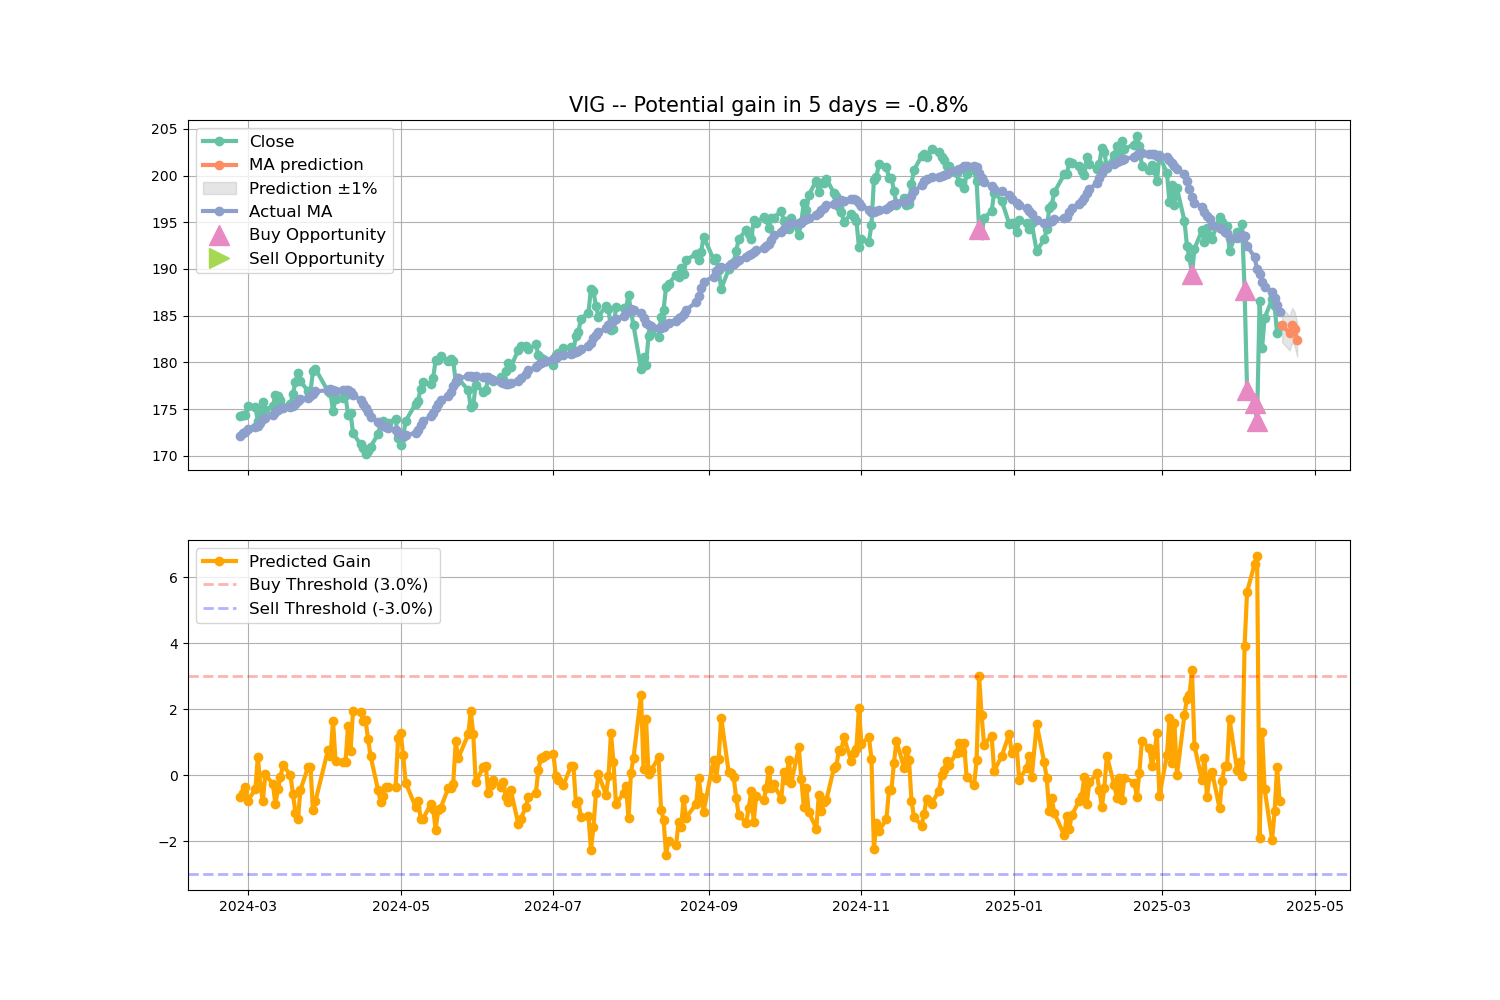 VIG -- Potential gain in 5 days = -0.8%
205
200
195
190
185
180
175
170
Close
MA prediction
Prediction ±1%
Actual MA
Buy Opportunity
Sell Opportunity
6
4
2
0
−2
Predicted Gain
Buy Threshold (3.0%)
Sell Threshold (-3.0%)
2024-03 2024-05 2024-07 2024-09 2024-11 2025-01 2025-03 2025-05